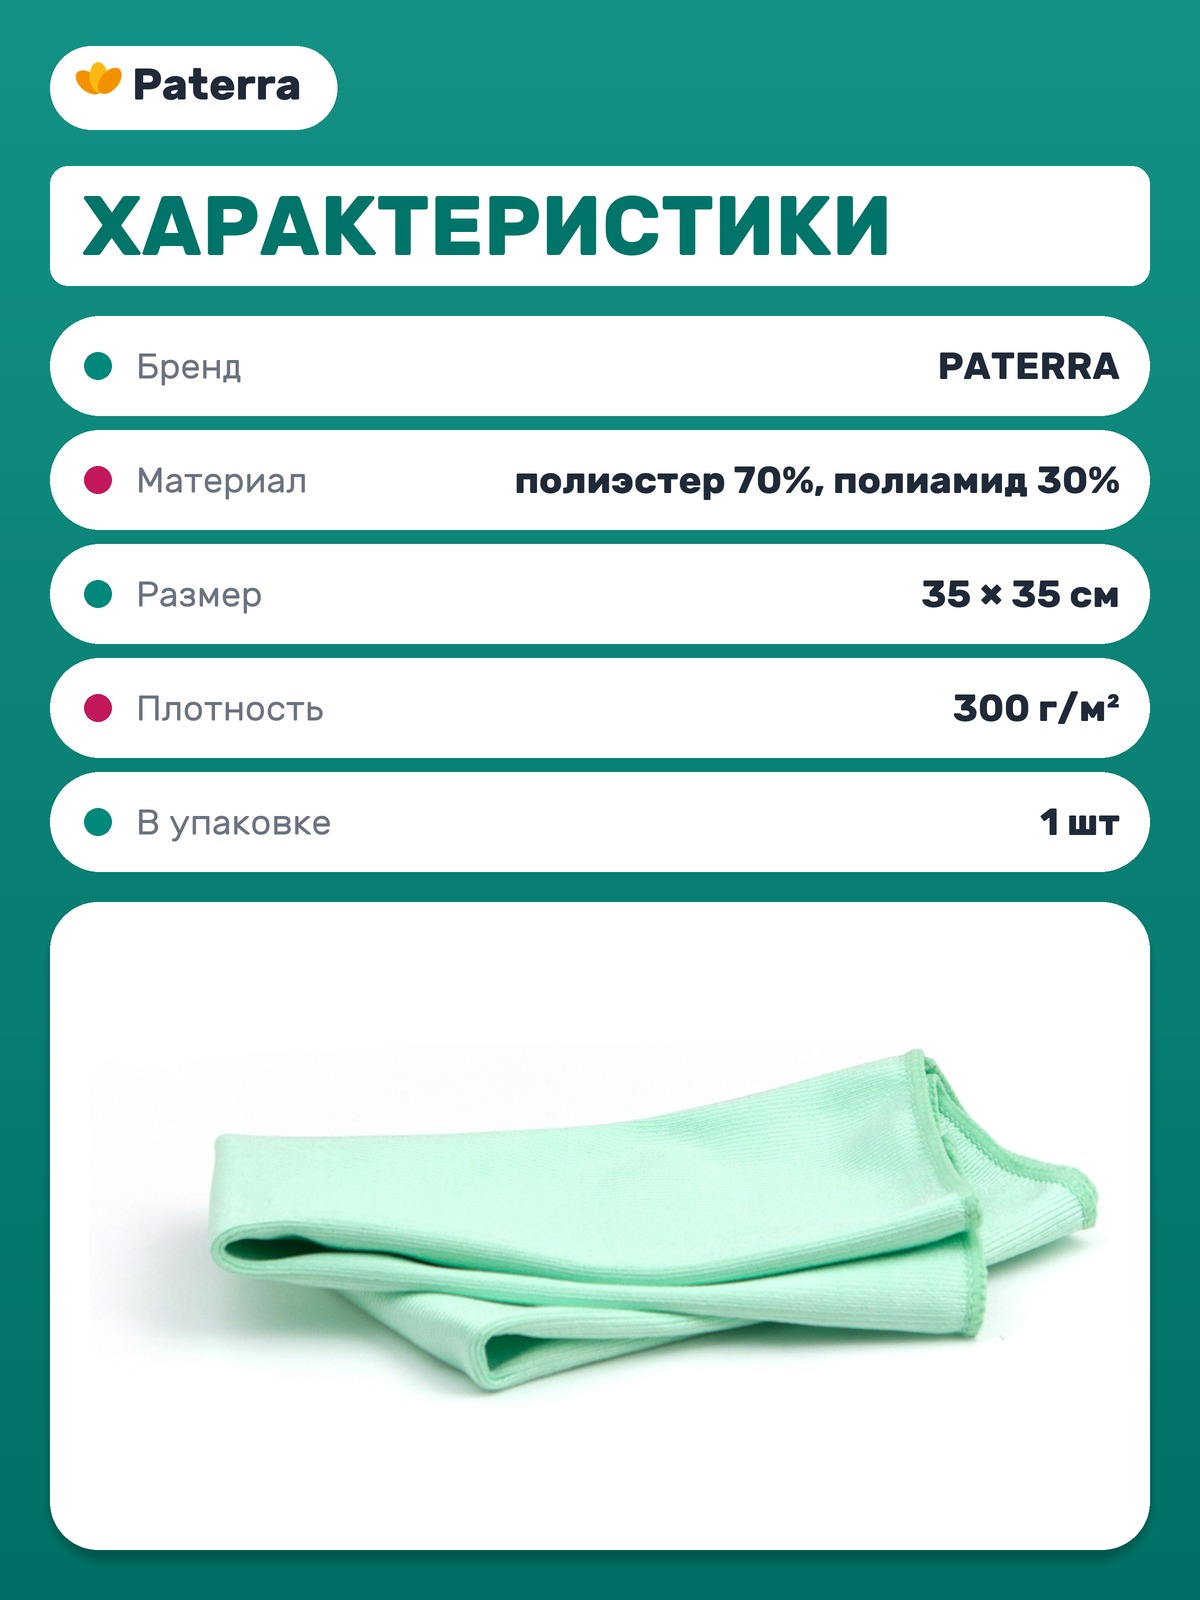 Paterra
ХАРАКТЕРИСТИКИ
Бренд PATERRA
Материал полиэстер 70%, полиамид 30%
Размер 35 × 35 см
Плотность 300 г/м²
В упаковке 1 шт